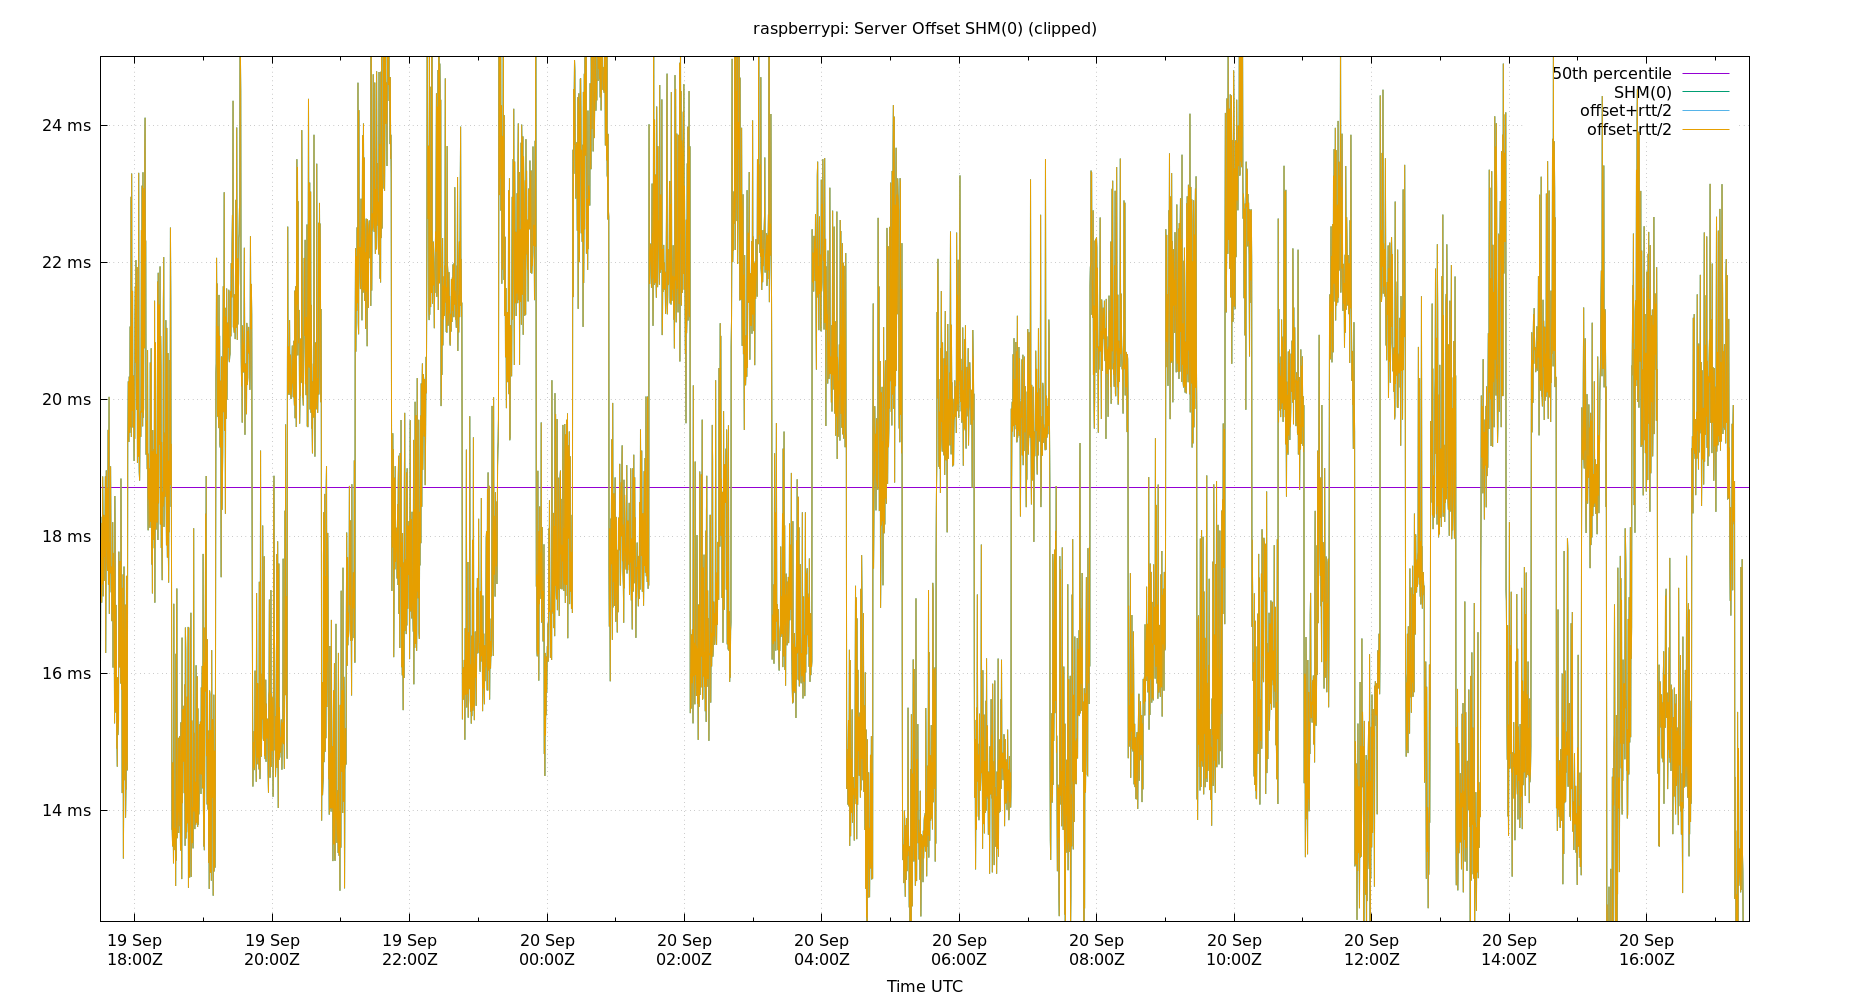 raspberrypi: Server Offset SHM(0) (clipped)
50th percentile
SHM(0)
offset+rtt/2
offset-rtt/2
24 ms
22 ms
20 ms
18 ms
16 ms
14 ms
19 Sep 19 Sep 19 Sep 20 Sep 20 Sep 20 Sep 20 Sep 20 Sep 20 Sep 20 Sep 20 Sep 20 Sep
18:00Z 20:00Z 22:00Z 00:00Z 02:00Z 04:00Z 06:00Z 08:00Z 10:00Z 12:00Z 14:00Z 16:00Z
Time UTC